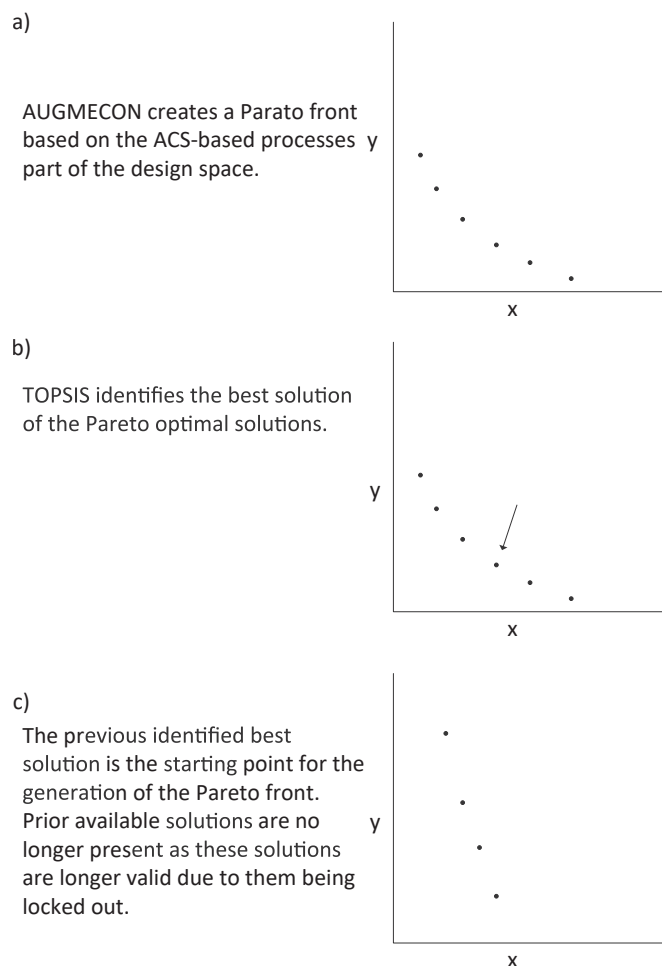 a)
AUGMECON creates a Parato front
based on the ACS-based processes
part of the design space.
y
x
b)
TOPSIS identifies the best solution
of the Pareto optimal solutions.
y
x
c)
The previous identified best
solution is the starting point for the
generation of the Pareto front.
Prior available solutions are no
longer present as these solutions
are longer valid due to them being
locked out.
y
x